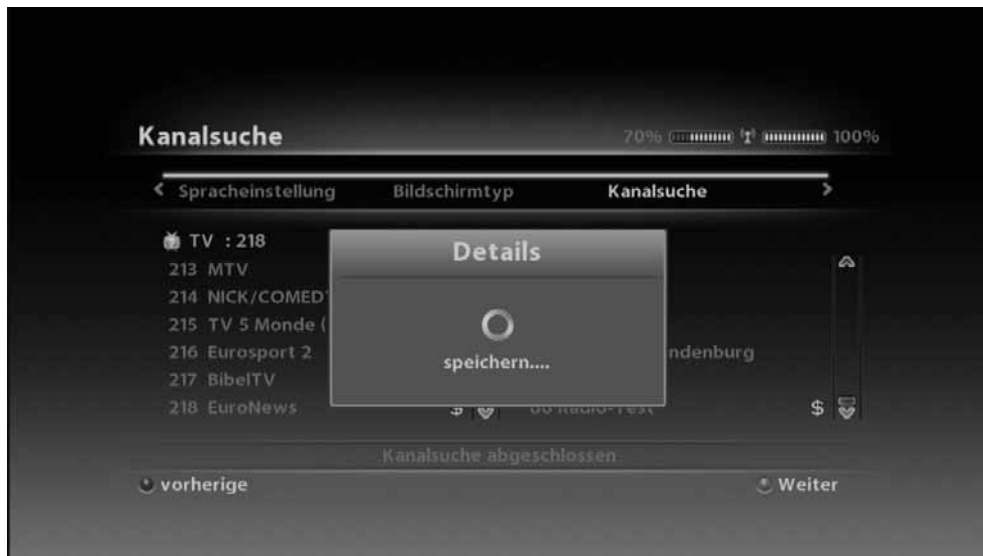 Kanalsuche 70% 100%
Spracheinstellung Bildschirmtyp Kanalsuche
TV : 218
Details
213 MTV
214 NICK/COMED
215 TV 5 Monde (
speichern....
216 Eurosport 2 ndenburg
217 BibelTV
218 EuroNews $ $
Kanalsuche abgeschlossen
vorherige Weiter